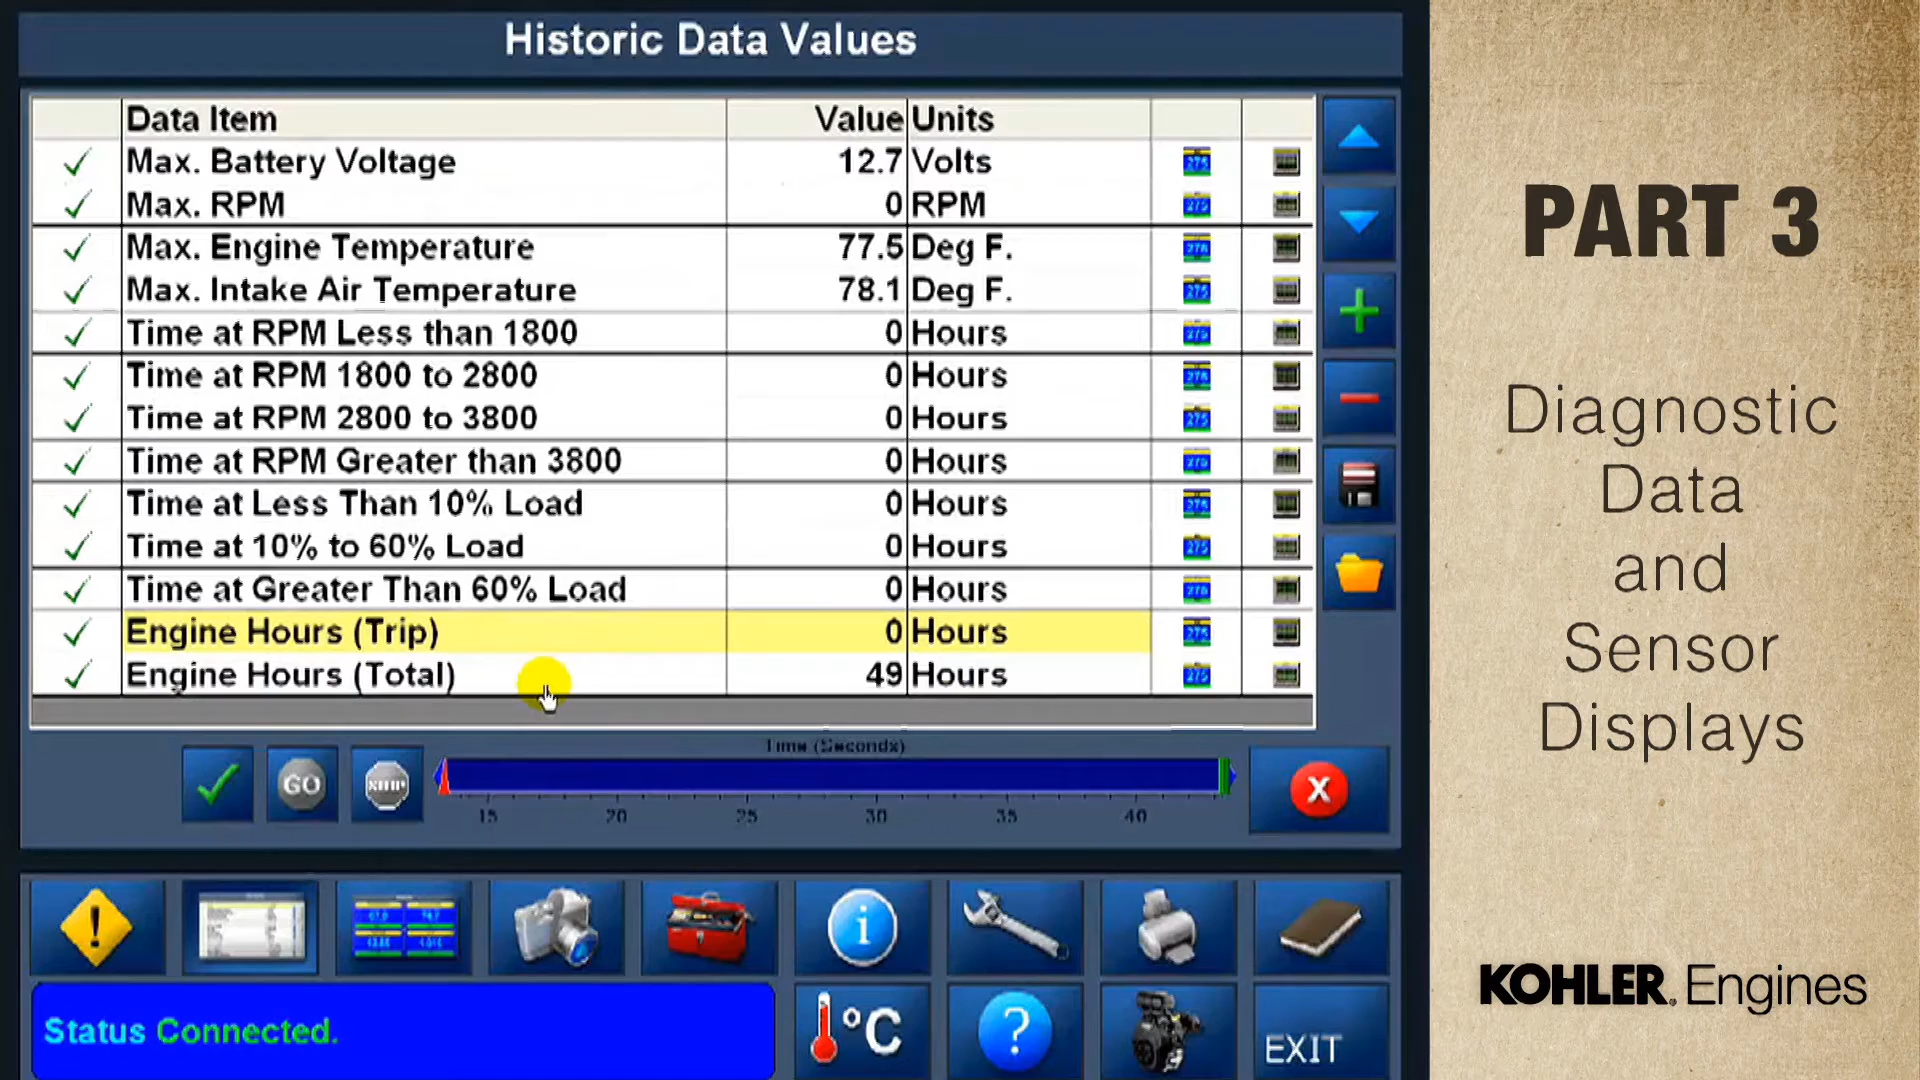 Historic Data Values
Data Item Value Units
Max. Battery Voltage 12.7 Volts
Max. RPM 0 RPM
Max. Engine Temperature 77.5 Deg F.
Max. Intake Air Temperature 78.1 Deg F.
Time at RPM Less than 1800 0 Hours
Time at RPM 1800 to 2800 0 Hours
Time at RPM 2800 to 3800 0 Hours
Time at RPM Greater than 3800 0 Hours
Time at Less Than 10% Load 0 Hours
Time at 10% to 60% Load 0 Hours
Time at Greater Than 60% Load 0 Hours
Engine Hours (Trip) 0 Hours
Engine Hours (Total) 49 Hours
Time (Seconds)
GO
15 20 25 30 35 40
X
Status Connected.
°C
?
EXIT
PART 3
Diagnostic
Data
and
Sensor
Displays
KOHLER. Engines